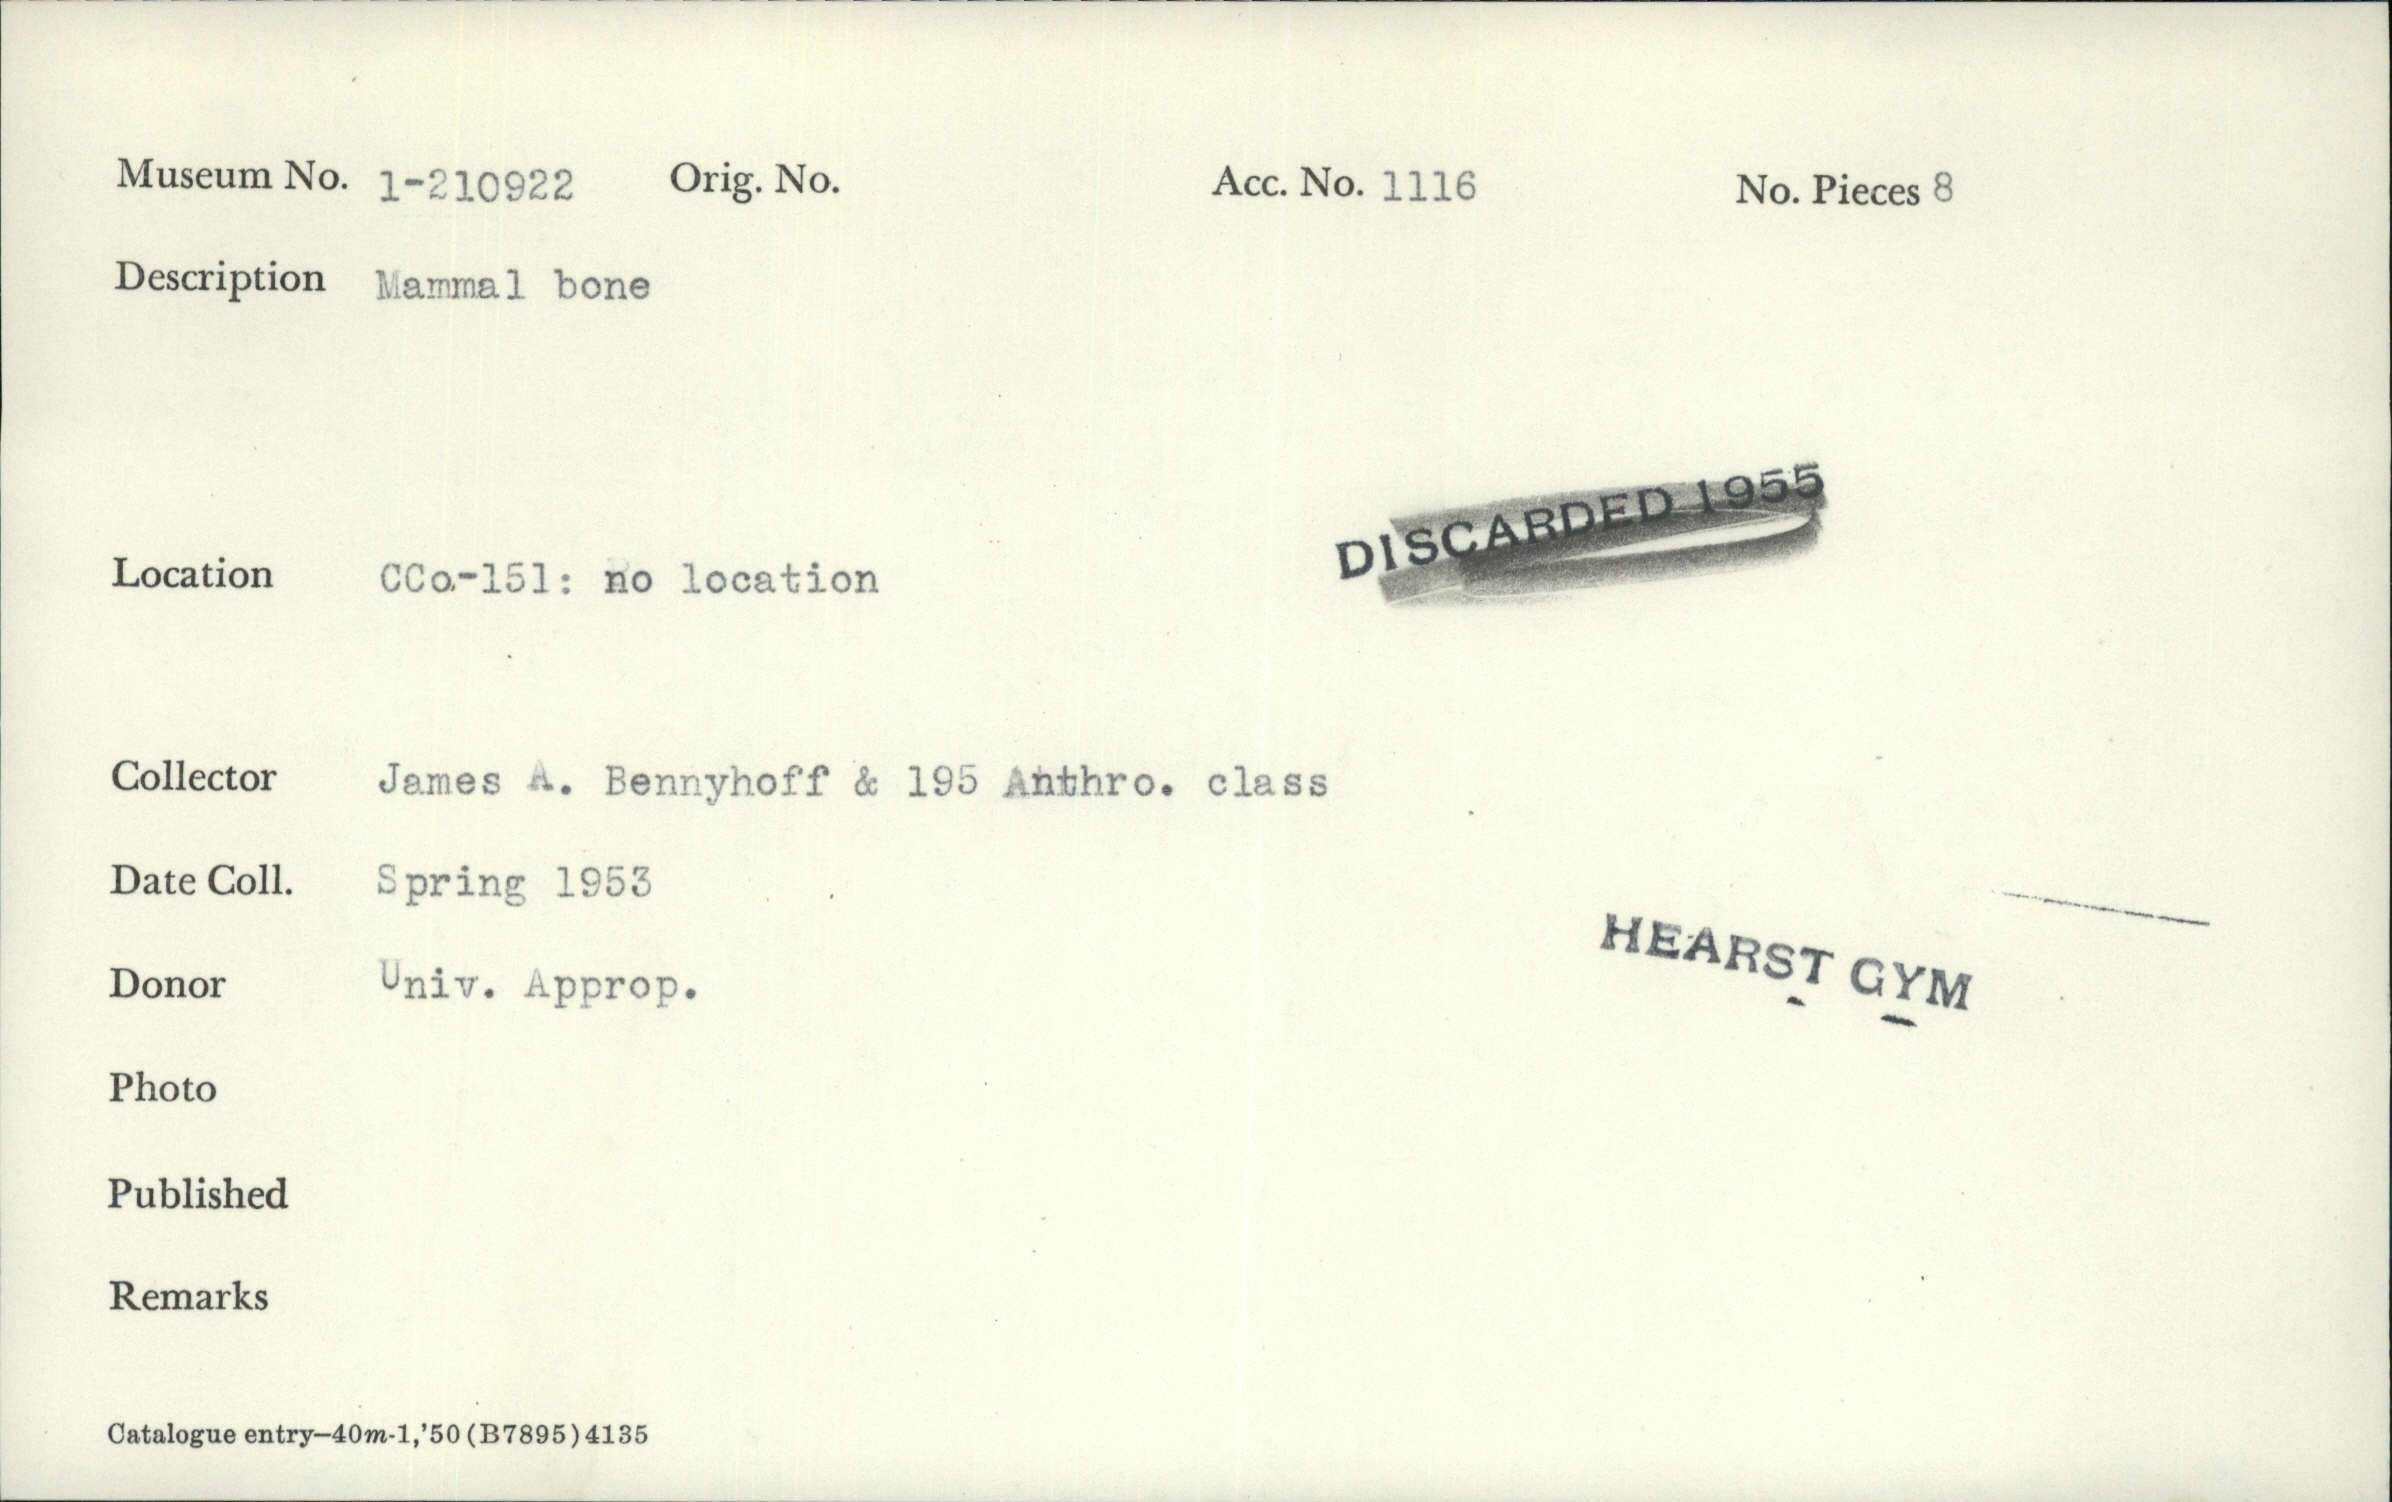 Museum No. 1-210922 Orig. No. Acc. No. 1116 No. Pieces 8
Description Mammal bone
DISCARDED 1955
Location CCo.-151: no location
Collector James A. Bennyhoff & 195 Anthro. class
Date Coll. Spring 1953
HEARST GYM
Donor Univ. Approp.
Photo
Published
Remarks
Catalogue entry—40m-1,'50 (B7895) 4135